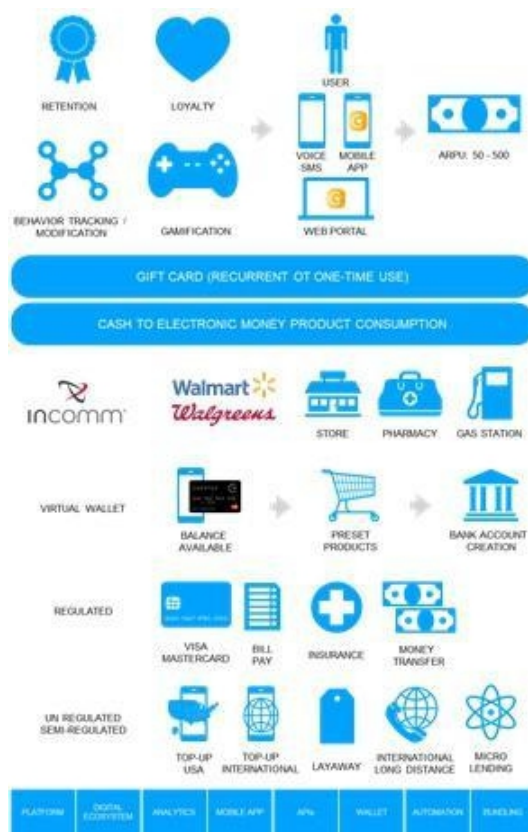 RETENTION
LOYALTY
USER
VOICE
SMS
MOBILE
APP
ARPU: 50 - 500
BEHAVIOR TRACKING /
MODIFICATION
GAMIFICATION
WEB PORTAL
GIFT CARD (RECURRENT OT ONE-TIME USE)
CASH TO ELECTRONIC MONEY PRODUCT CONSUMPTION
incomm
Walmart
Walgreens
STORE
PHARMACY
GAS STATION
VIRTUAL WALLET
BALANCE
AVAILABLE
PRESET
PRODUCTS
BANK ACCOUNT
CREATION
REGULATED
VISA
MASTERCARD
BILL
PAY
INSURANCE
MONEY
TRANSFER
UN REGULATED
SEMI-REGULATED
TOP-UP
USA
TOP-UP
INTERNATIONAL
LAYAWAY
INTERNATIONAL
LONG DISTANCE
MICRO
LENDING
PLATFORM
DIGITAL
ECOSYSTEM
ANALYTICS
MOBILE APP
APIs
WALLET
AUTOMATION
BUNDLING